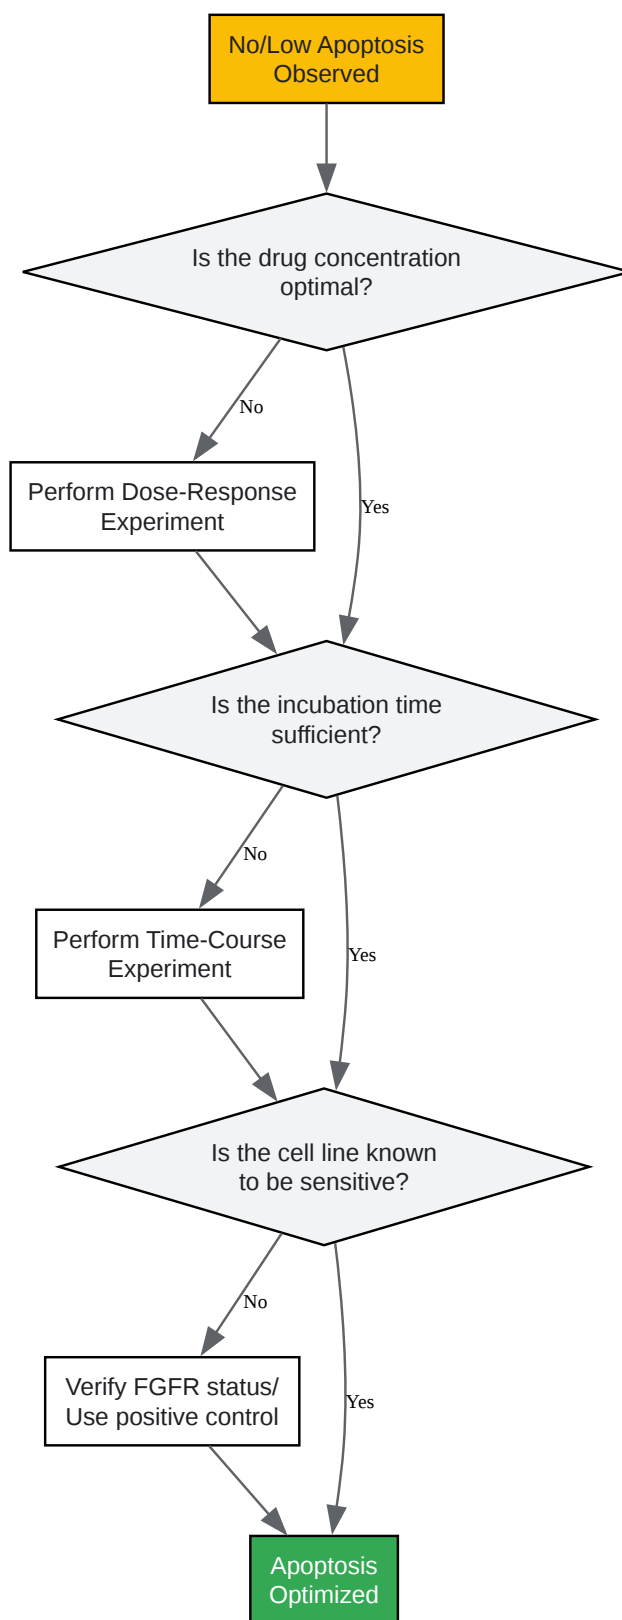 No/Low Apoptosis
Observed
Is the drug concentration
optimal?
No
Yes
Perform Dose-Response
Experiment
Is the incubation time
sufficient?
No
Yes
Perform Time-Course
Experiment
Is the cell line known
to be sensitive?
No
Yes
Verify FGFR status/
Use positive control
Apoptosis
Optimized